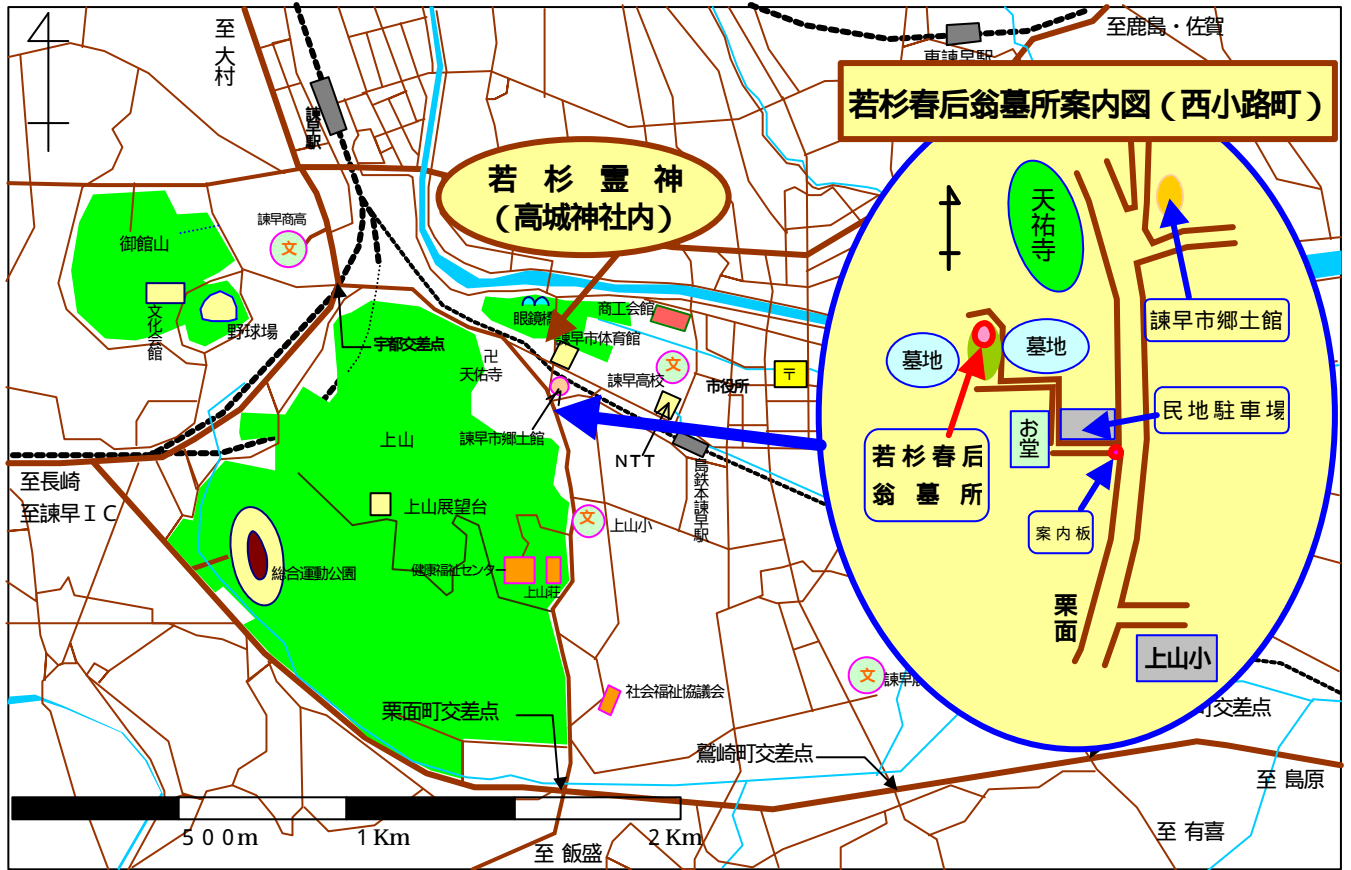 至大村
至鹿島・佐賀
東諫早駅
若杉春后翁墓所案内図(西小路町)
諫早駅
若杉霊神
(高城神社内)
天祐寺
諫早商高
文
御館山
文化会館
野球場
宇都交差点
眼鏡橋
商工会館
諫早市体育館
卍
天佑寺
諫早高校
文
市役所
〒
諫早市郷土館
NTT
島鉄本諫早駅
諫早市郷土館
墓地
墓地
民地駐車場
お堂
若杉春后
翁墓所
案内板
栗面
上山小
上山
至長崎
至諫早IC
上山展望台
文
上山小
総合運動公園
健康福祉センター
上山荘
文
諫早
社会福祉協議会
栗面町交差点
町交差点
鷲崎町交差点
至 島原
至 有喜
至 飯盛
500m
1Km
2Km